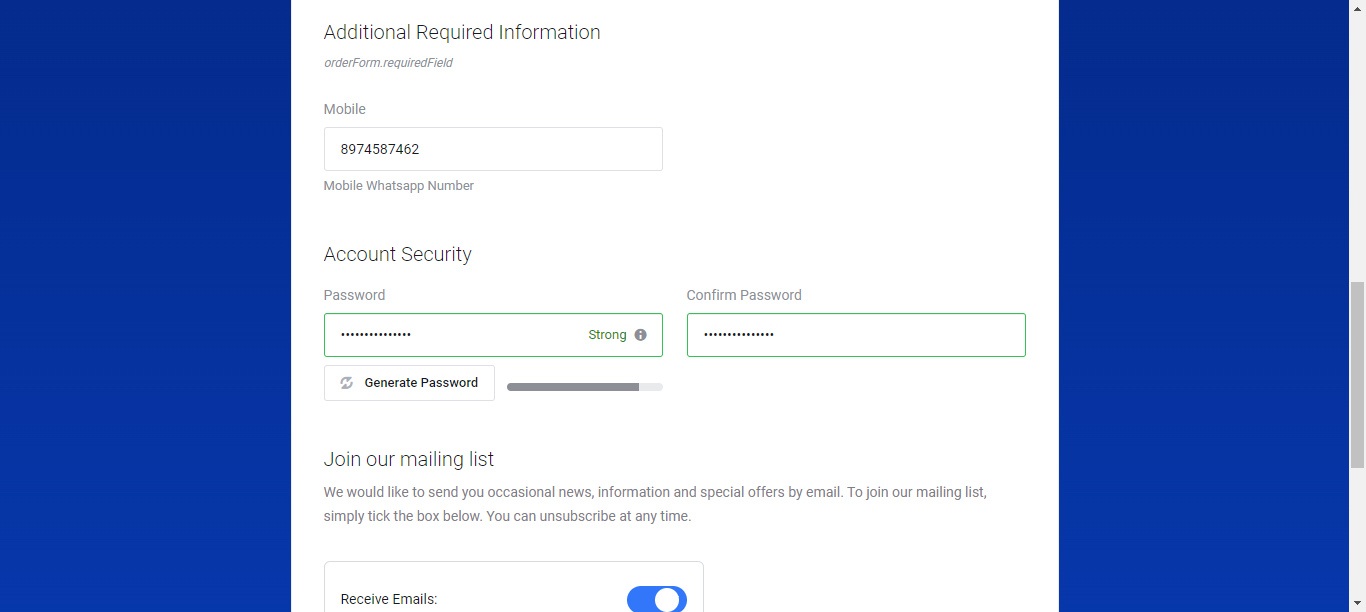 Additional Required Information
orderForm.requiredField
Mobile
8974587462
Mobile Whatsapp Number
Account Security
Password
Confirm Password
••••••••••••••• Strong
•••••••••••••••
Generate Password
Join our mailing list
We would like to send you occasional news, information and special offers by email. To join our mailing list,
simply tick the box below. You can unsubscribe at any time.
Receive Emails: